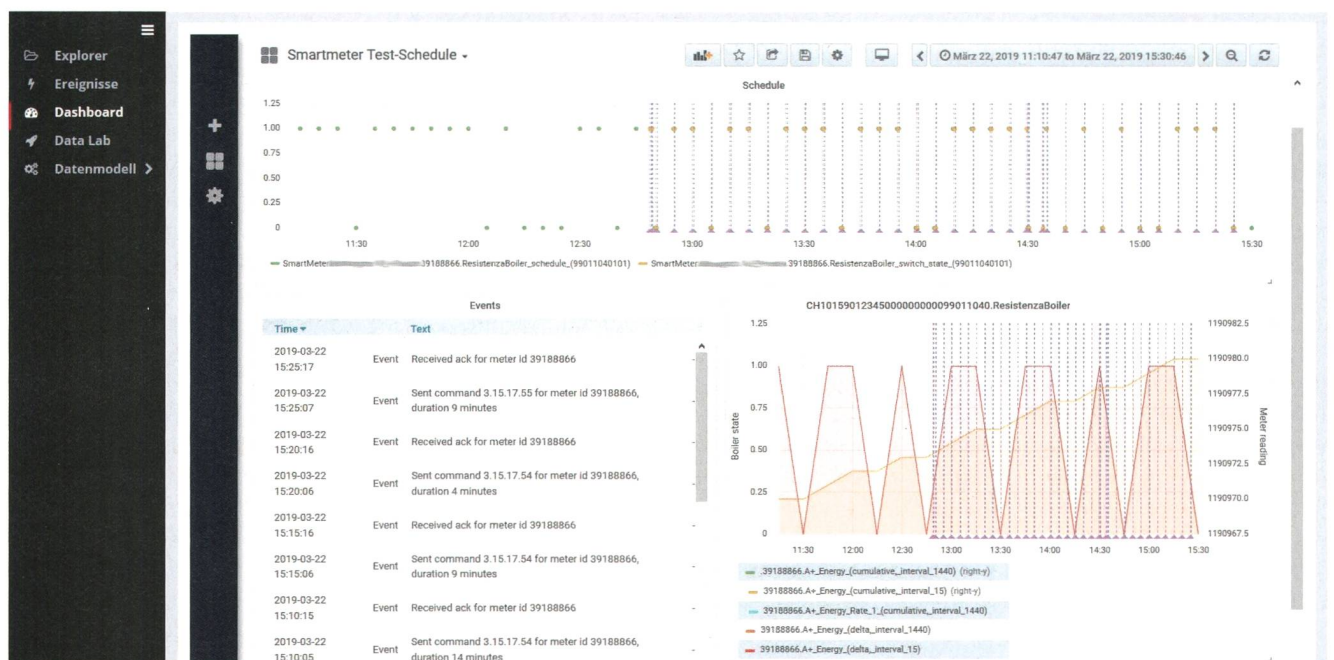 Explorer
Ereignisse
Dashboard
Data Lab
Datenmodell
Smartmeter Test-Schedule
März 22, 2019 11:10:47 to März 22, 2019 15:30:46
Schedule
1.25
1.00
0.75
0.50
0.25
0
11:30 12:00 12:30 13:00 13:30 14:00 14:30 15:00 15:30
SmartMeter 39188866.ResistenzaBoiler_schedule_(99011040101) SmartMeter 39188866.ResistenzaBoiler_switch_state_(99011040101)
Events
Time Text
2019-03-22
15:25:17 Event Received ack for meter id 39188866 -
2019-03-22
15:25:07 Event Sent command 3.15.17.55 for meter id 39188866,
duration 9 minutes -
2019-03-22
15:20:16 Event Received ack for meter id 39188866 -
2019-03-22
15:20:06 Event Sent command 3.15.17.54 for meter id 39188866,
duration 4 minutes -
2019-03-22
15:15:16 Event Received ack for meter id 39188866 -
2019-03-22
15:15:06 Event Sent command 3.15.17.54 for meter id 39188866,
duration 9 minutes -
2019-03-22
15:10:15 Event Received ack for meter id 39188866 -
2019-03-22
15:10:05 Event Sent command 3.15.17.54 for meter id 39188866,
duration 14 minutes -
CH1015901234500000000099011040.ResistenzaBoiler
1.25
1.00
0.75
0.50
0.25
0
Boiler state
1190982.5
1190980.0
1190977.5
1190975.0
1190972.5
1190970.0
1190967.5
Meter reading
11:30 12:00 12:30 13:00 13:30 14:00 14:30 15:00 15:30
.39188866.A+_Energy_(cumulative,_interval_1440) (right-y)
39188866.A+_Energy_(cumulative,_interval_15) (right-y)
39188866.A+_Energy_Rate_1_(cumulative,_interval_1440)
39188866.A+_Energy_(delta,_interval_1440)
39188866.A+_Energy_(delta,_interval_15)